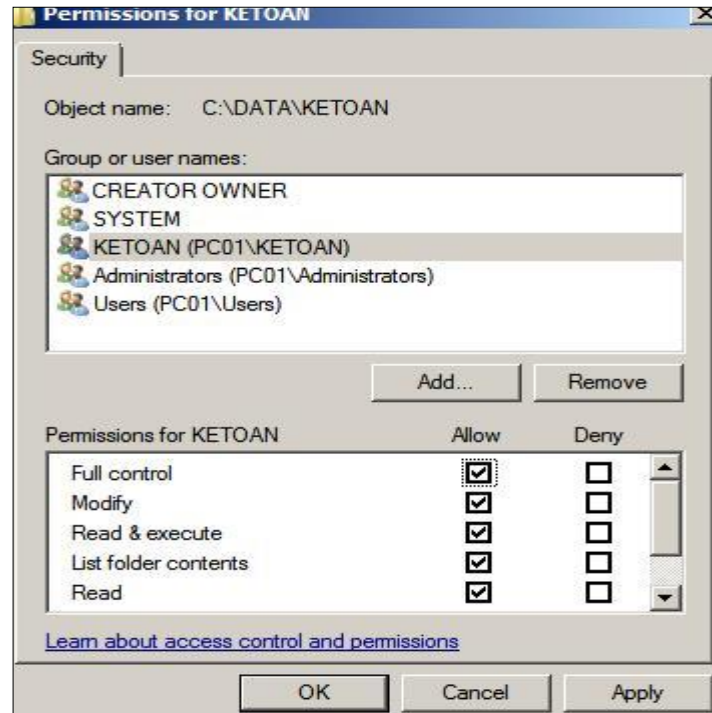 Permissions for KETOAN
Security
Object name: C:\DATA\KETOAN
Group or user names:
CREATOR OWNER
SYSTEM
KETOAN (PC01\KETOAN)
Administrators (PC01\Administrators)
Users (PC01\Users)
Add... Remove
Permissions for KETOAN Allow Deny
Full control
Modify
Read & execute
List folder contents
Read
Learn about access control and permissions
OK Cancel Apply